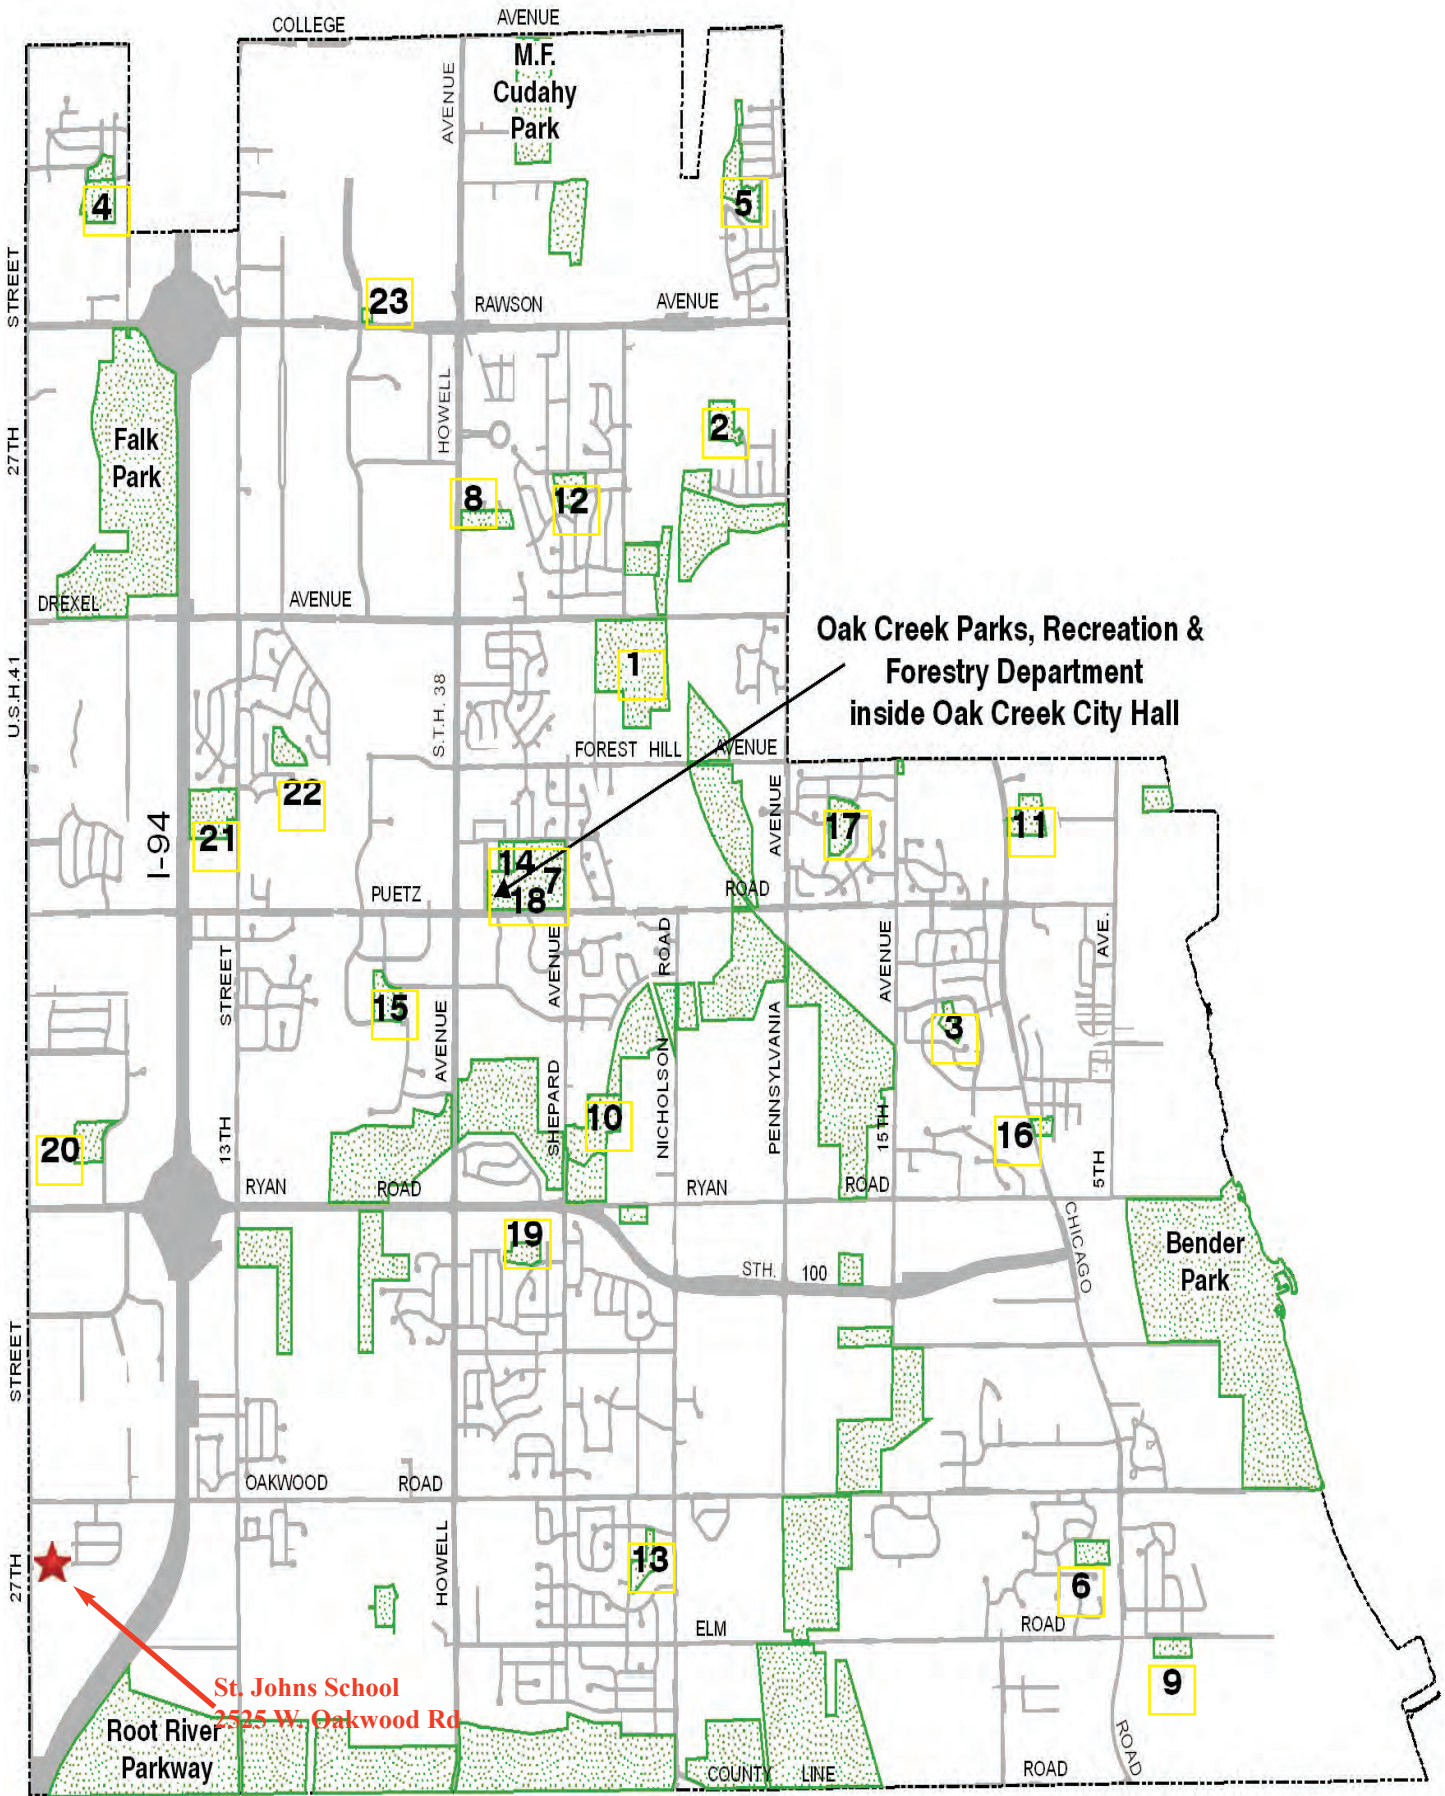 COLLEGE
AVENUE
M.F.
Cudahy
Park
AVENUE
4
5
STREET
23
RAWSON
AVENUE
HOWELL
2
27TH
Falk
Park
8
12
DREXEL
AVENUE
Oak Creek Parks, Recreation &
Forestry Department
inside Oak Creek City Hall
1
U.S.H.41
S.T.H. 38
FOREST HILL
AVENUE
22
I-94
21
AVENUE
17
11
14
7
18
PUETZ
ROAD
STREET
AVENUE
ROAD
AVENUE
AVE.
15
AVENUE
PENNSYLVANIA
3
NICHOLSON
SHEPARD
10
13TH
15TH
16
20
5TH
RYAN
ROAD
RYAN
ROAD
19
CHICAGO
Bender
Park
STH.
100
STREET
OAKWOOD
ROAD
27TH
HOWELL
13
6
ROAD
ELM
St. Johns School
2525 W. Oakwood Rd
9
Root River
Parkway
ROAD
COUNTY
LINE
ROAD